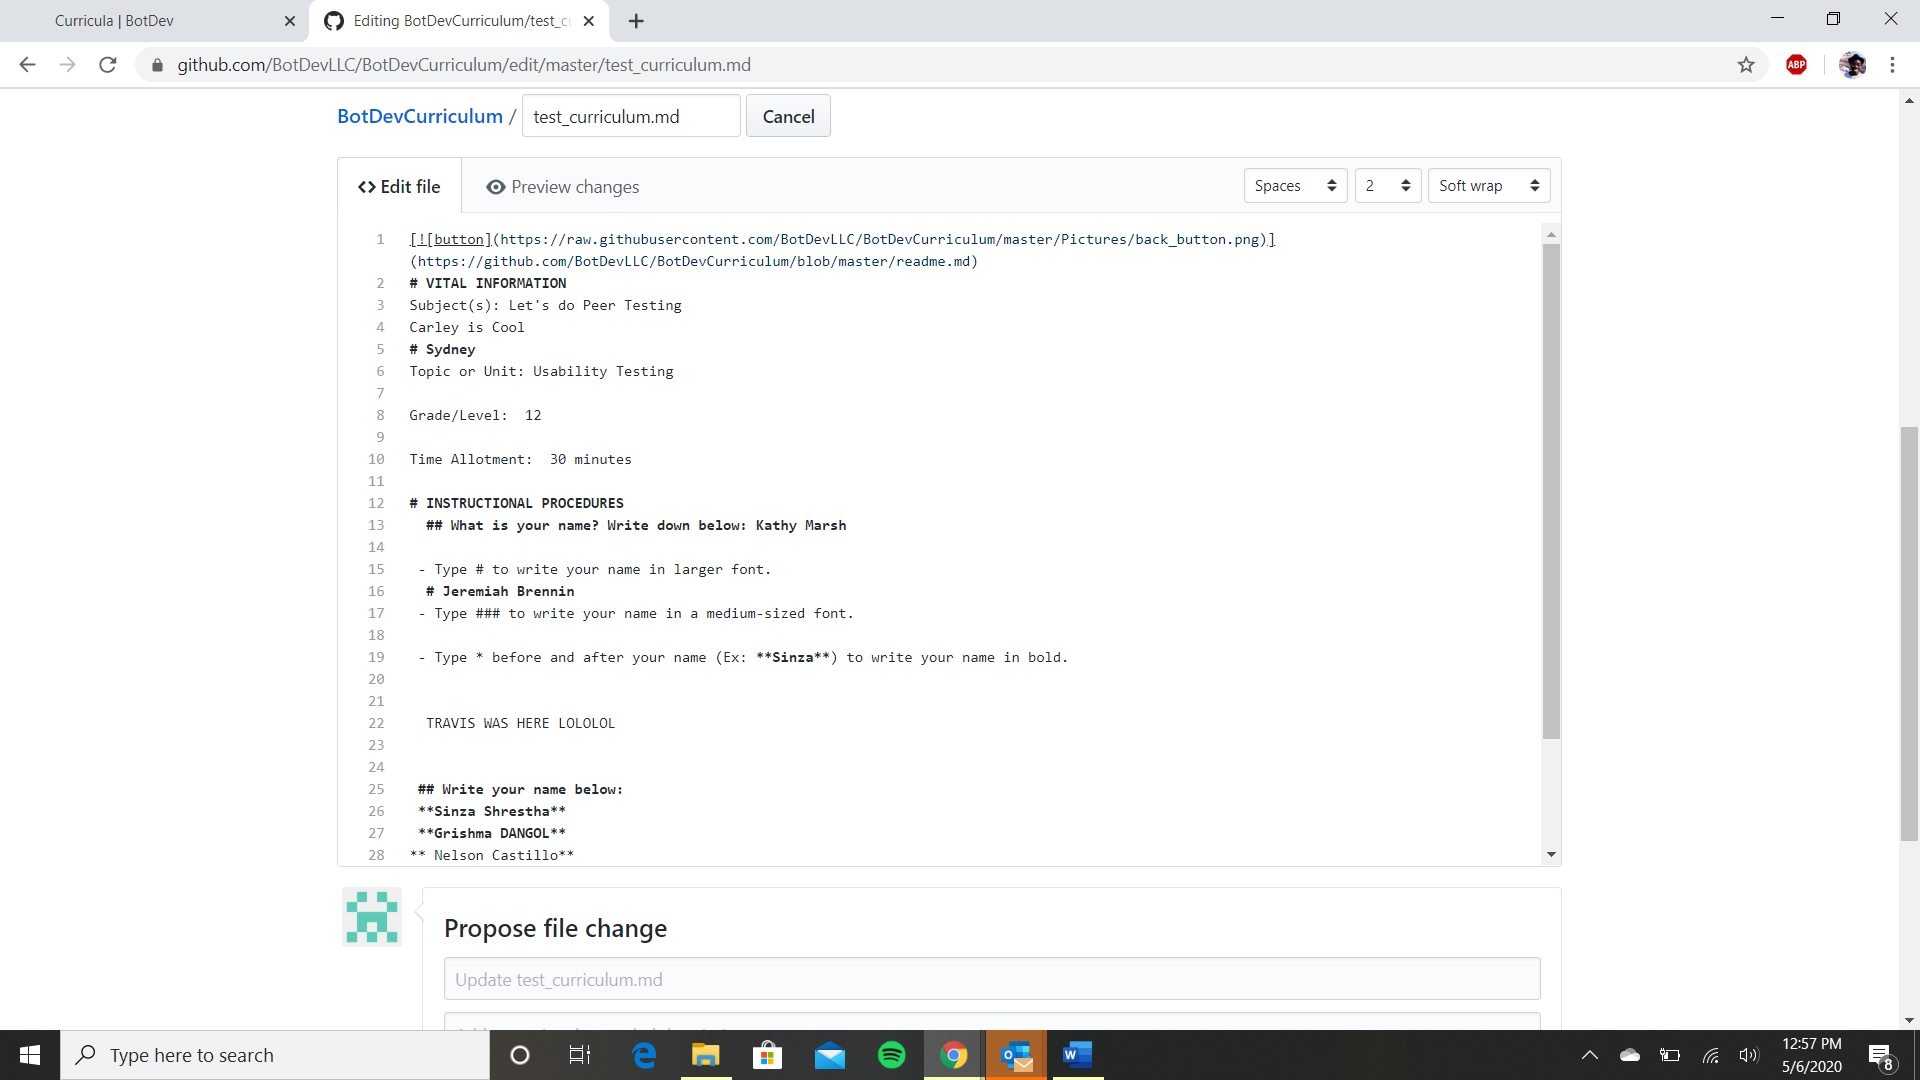 Curricula | BotDev
Editing BotDevCurriculum/test_c
github.com/BotDevLLC/BotDevCurriculum/edit/master/test_curriculum.md
ABP
BotDevCurriculum / test_curriculum.md Cancel
<> Edit file Preview changes Spaces 2 Soft wrap
1 [![button](https://raw.githubusercontent.com/BotDevLLC/BotDevCurriculum/master/Pictures/back_button.png)]
(https://github.com/BotDevLLC/BotDevCurriculum/blob/master/readme.md)
2 # VITAL INFORMATION
3 Subject(s): Let's do Peer Testing
4 Carley is Cool
5 # Sydney
6 Topic or Unit: Usability Testing
7
8 Grade/Level:  12
9
10 Time Allotment:  30 minutes
11
12 # INSTRUCTIONAL PROCEDURES
13 ## What is your name? Write down below: Kathy Marsh
14
15 - Type # to write your name in larger font.
16 # Jeremiah Brennin
17 - Type ### to write your name in a medium-sized font.
18
19 - Type * before and after your name (Ex: **Sinza**) to write your name in bold.
20
21
22 TRAVIS WAS HERE LOLOLOL
23
24
25 ## Write your name below:
26 **Sinza Shrestha**
27 **Grishma DANGOL**
28 ** Nelson Castillo**
Propose file change
Update test_curriculum.md
Type here to search
12:57 PM
5/6/2020
8